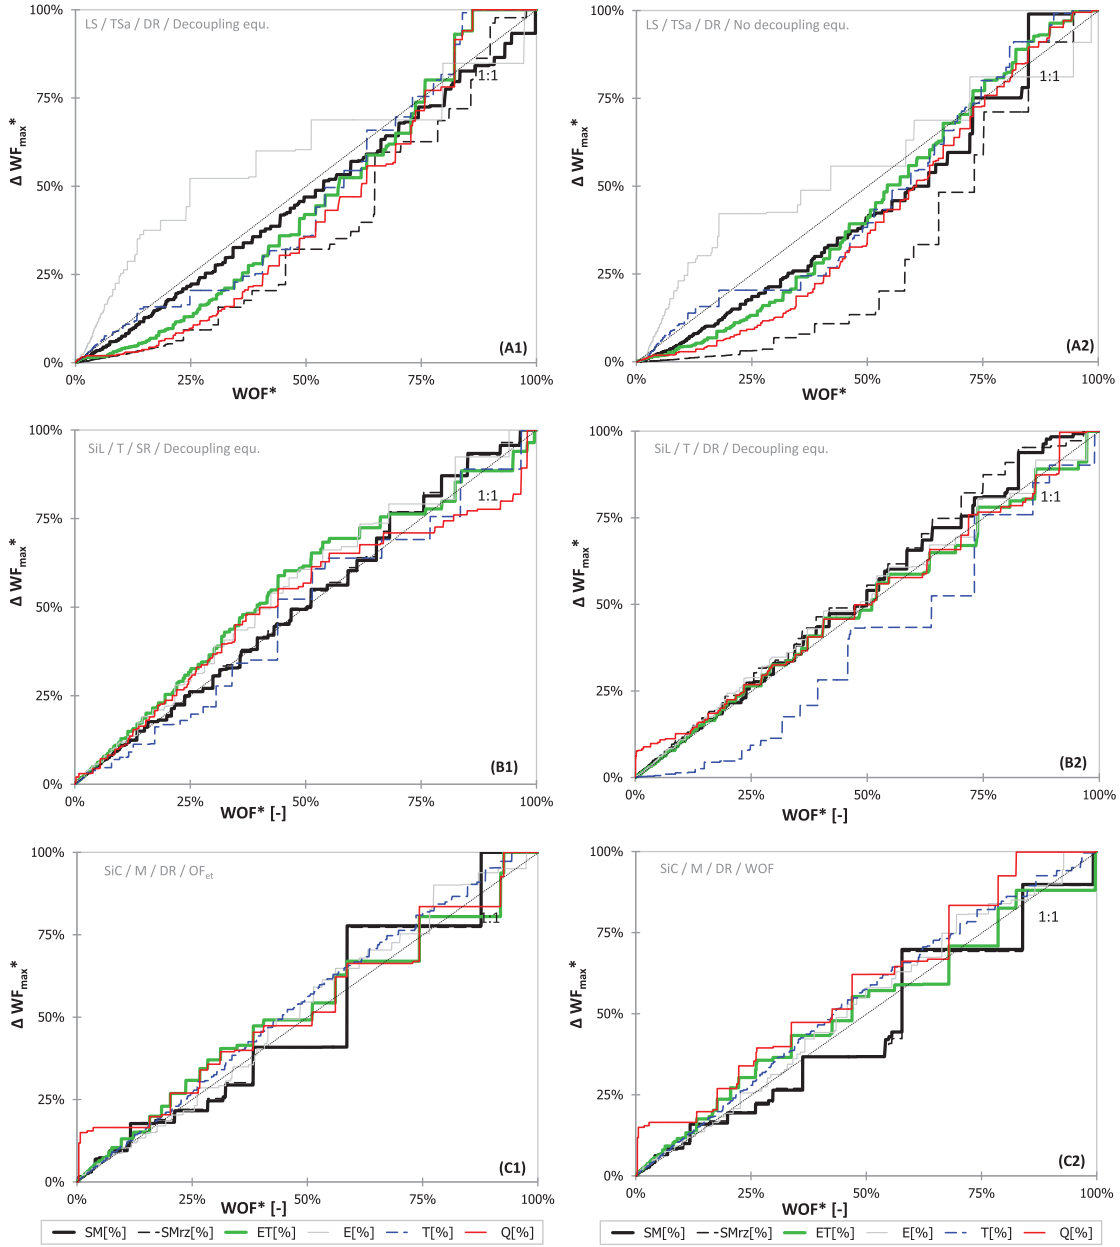 LS / TSa / DR / Decoupling equ.
100%
75%
50%
25%
0%
Δ WFmax*
1:1
(A1)
0% 25% 50% 75% 100%
WOF*
LS / TSa / DR / No decoupling equ.
100%
75%
50%
25%
0%
Δ WFmax*
1:1
(A2)
0% 25% 50% 75% 100%
WOF*
SiL / T / SR / Decoupling equ.
100%
75%
50%
25%
0%
Δ WFmax*
1:1
(B1)
0% 25% 50% 75% 100%
WOF* [-]
SiL / T / DR / Decoupling equ.
100%
75%
50%
25%
0%
Δ WFmax*
1:1
(B2)
0% 25% 50% 75% 100%
WOF* [-]
SiC / M / DR / OFet
100%
75%
50%
25%
0%
Δ WFmax*
1:1
(C1)
0% 25% 50% 75% 100%
WOF* [-]
SiC / M / DR / WOF
100%
75%
50%
25%
0%
Δ WFmax*
1:1
(C2)
0% 25% 50% 75% 100%
WOF* [-]
SM[%] SMrz[%] ET[%] E[%] T[%] Q[%]
SM[%] SMrz[%] ET[%] E[%] T[%] Q[%]